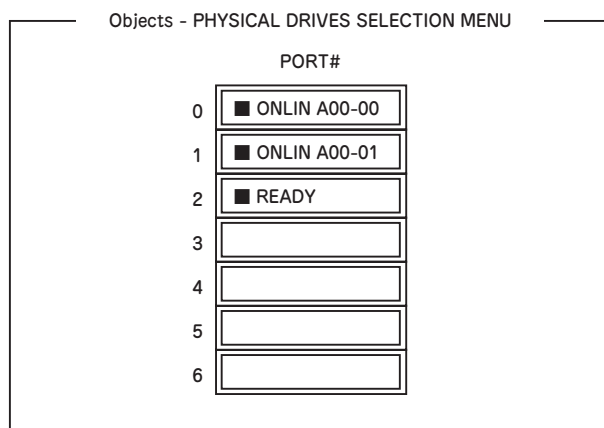 Objects - PHYSICAL DRIVES SELECTION MENU
PORT#
0 ■ ONLIN A00-00
1 ■ ONLIN A00-01
2 ■ READY
3
4
5
6